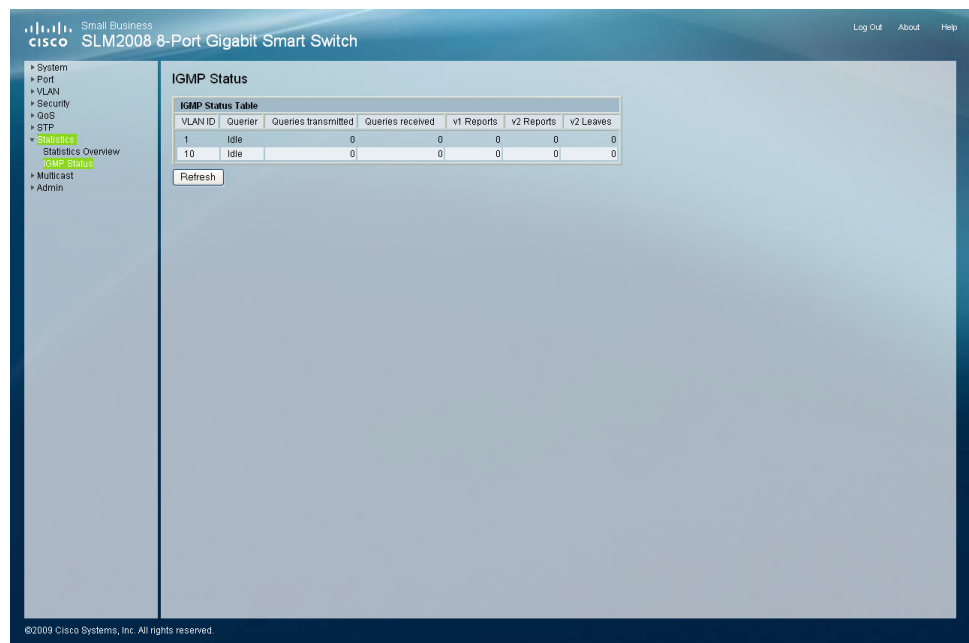 Small Business
CISCO SLM2008 8-Port Gigabit Smart Switch
Log Out About Help
System
Port
VLAN
Security
QoS
STP
Statistics
Statistics Overview
IGMP Status
Multicast
Admin
IGMP Status
IGMP Status Table
VLAN ID Querier Queries transmitted Queries received v1 Reports v2 Reports v2 Leaves
1 Idle 0 0 0 0 0
10 Idle 0 0 0 0 0
Refresh
©2009 Cisco Systems, Inc. All rights reserved.